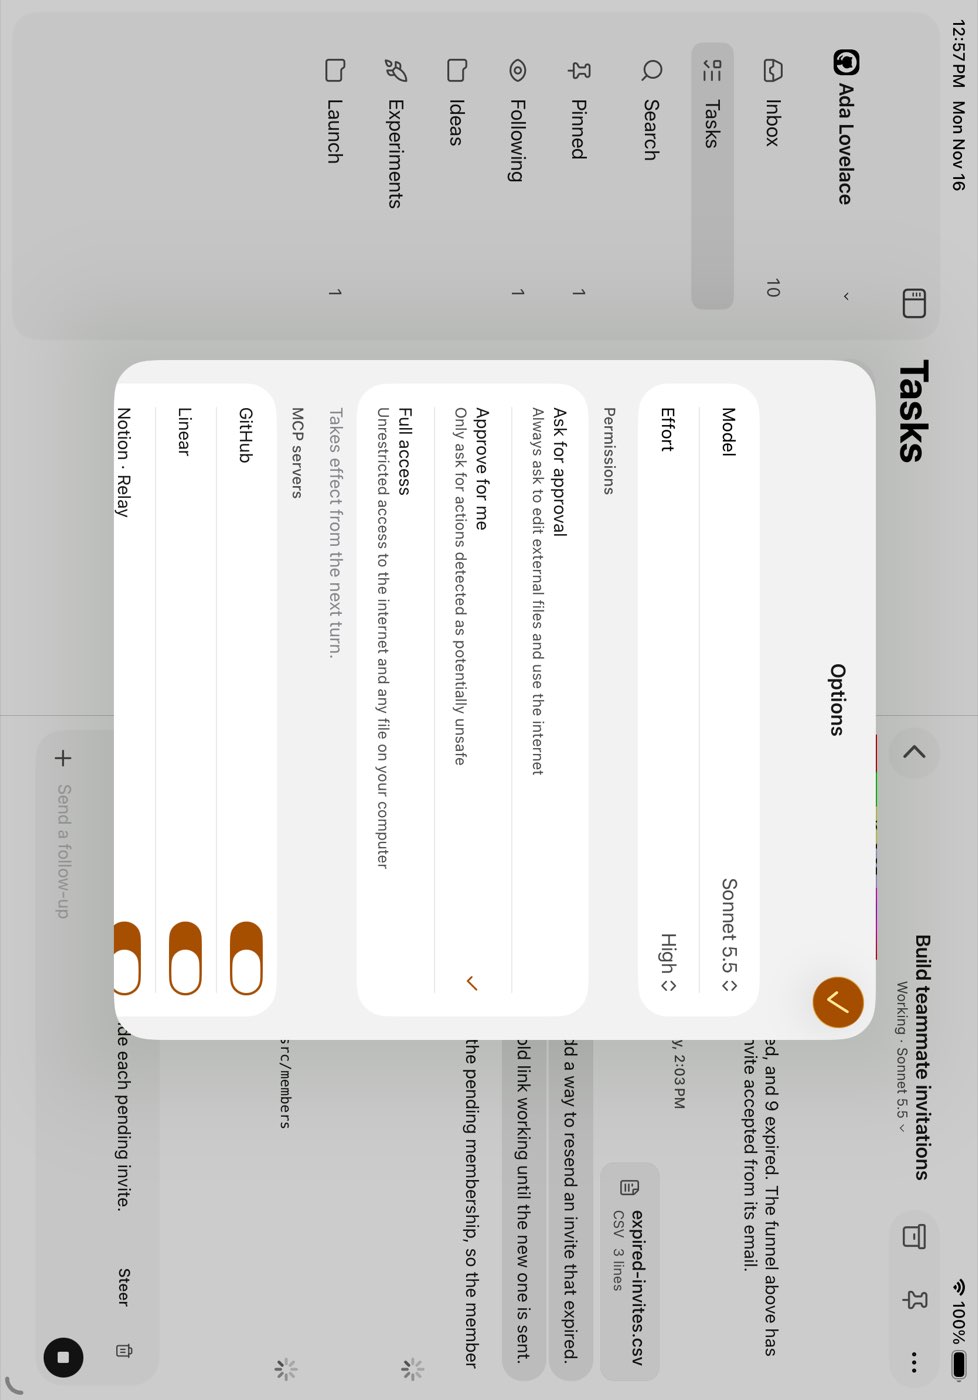 12:57 PM Mon Nov 16
100%
Ada Lovelace
Inbox 10
Tasks
Search
Pinned 1
Following 1
Ideas
Experiments
Launch 1
Tasks
Build teammate invitations
Working · Sonnet 5.5
Options
Model Sonnet 5.5
Effort High
Permissions
Ask for approval
Always ask to edit external files and use the internet
Approve for me
Only ask for actions detected as potentially unsafe
Full access
Unrestricted access to the internet and any file on your computer
Takes effect from the next turn.
MCP servers
GitHub
Linear
Notion · Relay
and 9 expired. The funnel above has
accepted from its email.
2:03 PM
expired-invites.csv
CSV 3 lines
a way to resend an invite that expired.
link working until the new one is sent.
the pending membership, so the member
src/members
each pending invite.
Steer
Send a follow-up